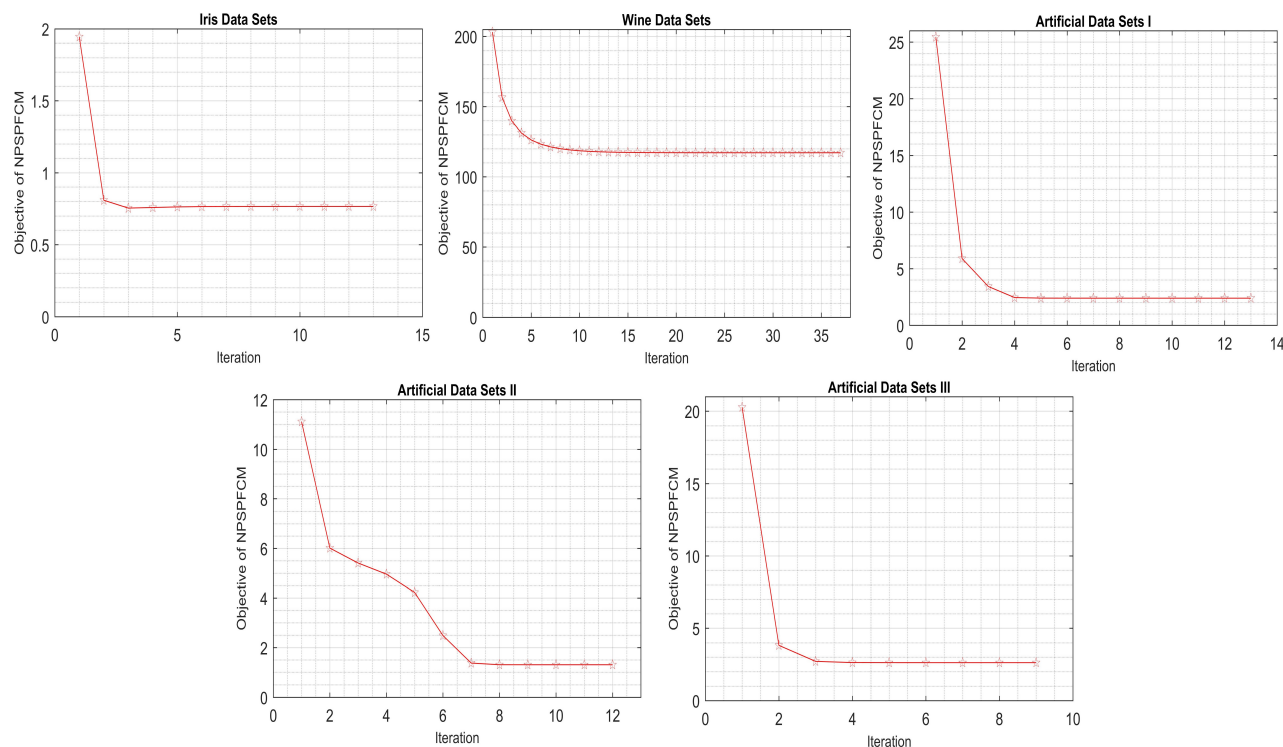 Iris Data Sets
Objective of NPSPFCM
2
1.5
1
0.5
0
0 5 10 15
Iteration
Wine Data Sets
Objective of NPSPFCM
200
150
100
50
0
0 5 10 15 20 25 30 35
Iteration
Artificial Data Sets I
Objective of NPSPFCM
25
20
15
10
5
0
0 2 4 6 8 10 12 14
Iteration
Artificial Data Sets II
Objective of NPSPFCM
12
10
8
6
4
2
0
0 2 4 6 8 10 12
Iteration
Artificial Data Sets III
Objective of NPSPFCM
20
15
10
5
0
0 2 4 6 8 10
Iteration